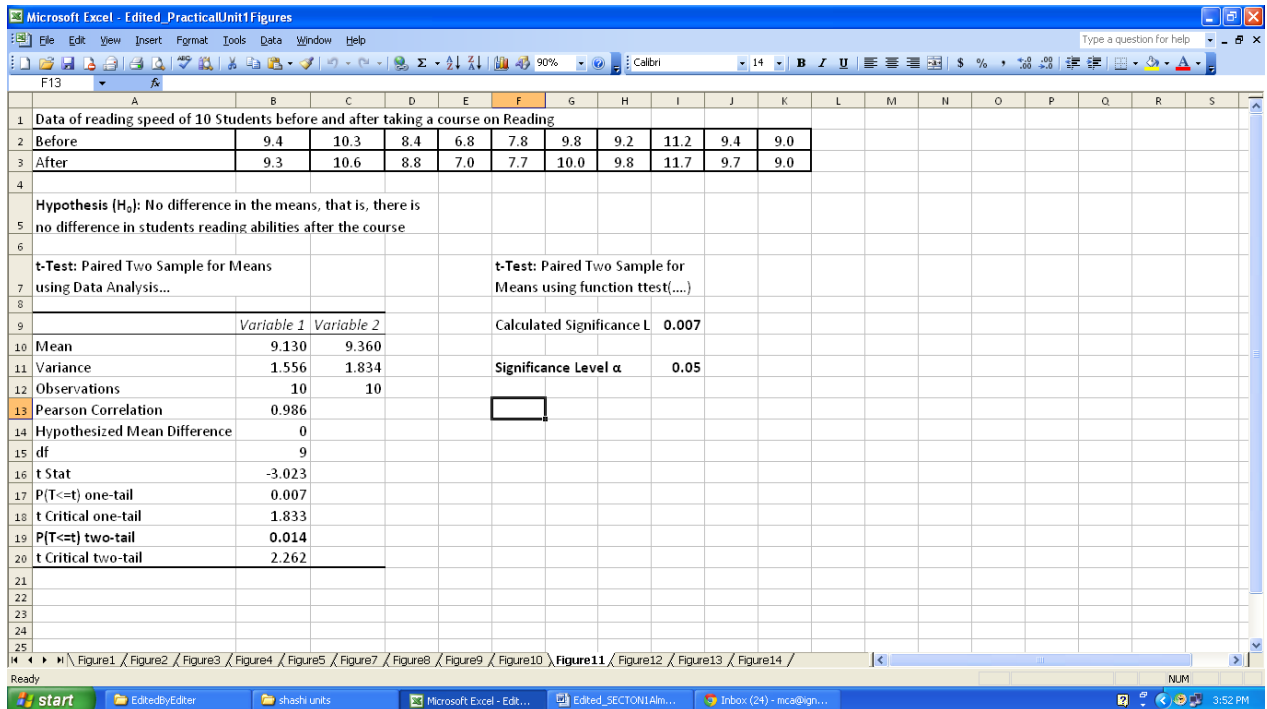 Microsoft Excel - Edited_PracticalUnit1Figures
File Edit View Insert Format Tools Data Window Help
Type a question for help
90%
Calibri
14
B I U
$ % ,
F13
fx
A B C D E F G H I J K L M N O P Q R S
1 Data of reading speed of 10 Students before and after taking a course on Reading
2 Before 9.4 10.3 8.4 6.8 7.8 9.8 9.2 11.2 9.4 9.0
3 After 9.3 10.6 8.8 7.0 7.7 10.0 9.8 11.7 9.7 9.0
4
Hypothesis (H₀): No difference in the means, that is, there is
5 no difference in students reading abilities after the course
6
t-Test: Paired Two Sample for Means
7 using Data Analysis...
t-Test: Paired Two Sample for
Means using function ttest(....)
8
9 Variable 1 Variable 2 Calculated Significance L 0.007
10 Mean 9.130 9.360
11 Variance 1.556 1.834 Significance Level α 0.05
12 Observations 10 10
13 Pearson Correlation 0.986
14 Hypothesized Mean Difference 0
15 df 9
16 t Stat -3.023
17 P(T<=t) one-tail 0.007
18 t Critical one-tail 1.833
19 P(T<=t) two-tail 0.014
20 t Critical two-tail 2.262
21
22
23
24
25
Figure1 / Figure2 / Figure3 / Figure4 / Figure5 / Figure7 / Figure8 / Figure9 / Figure10 \ Figure11 / Figure12 / Figure13 / Figure14 /
Ready
NUM
start
EditedByEditer
shashi units
Microsoft Excel - Edit...
Edited_SECTON1Alm...
Inbox (24) - mca@ign...
3:52 PM